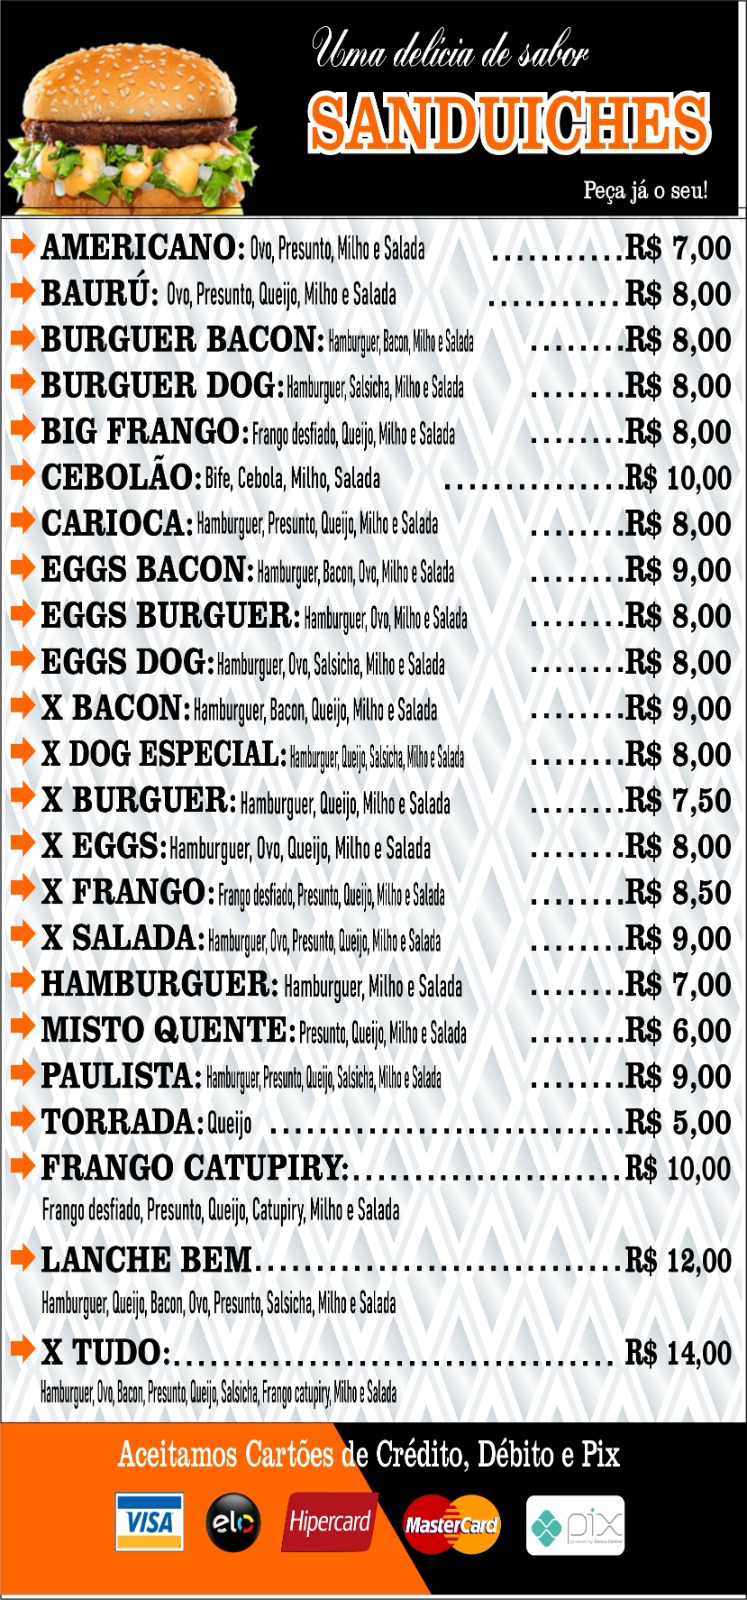 Uma delícia de sabor
SANDUICHES
Peça já o seu!
AMERICANO: Ovo, Presunto, Milho e Salada ...........R$ 7,00
BAURÚ: Ovo, Presunto, Queijo, Milho e Salada ...........R$ 8,00
BURGUER BACON: Hamburguer, Bacon, Milho e Salada ........R$ 8,00
BURGUER DOG: Hamburguer, Salsicha, Milho e Salada ........R$ 8,00
BIG FRANGO: Frango desfiado, Queijo, Milho e Salada ........R$ 8,00
CEBOLÃO: Bife, Cebola, Milho, Salada ...............R$ 10,00
CARIOCA: Hamburguer, Presunto, Queijo, Milho e Salada ........R$ 8,00
EGGS BACON: Hamburguer, Bacon, Ovo, Milho e Salada ........R$ 9,00
EGGS BURGUER: Hamburguer, Ovo, Milho e Salada ........R$ 8,00
EGGS DOG: Hamburguer, Ovo, Salsicha, Milho e Salada ........R$ 8,00
X BACON: Hamburguer, Bacon, Queijo, Milho e Salada ........R$ 9,00
X DOG ESPECIAL: Hamburguer, Queijo, Salsicha, Milho e Salada ........R$ 8,00
X BURGUER: Hamburguer, Queijo, Milho e Salada ........R$ 7,50
X EGGS: Hamburguer, Ovo, Queijo, Milho e Salada ........R$ 8,00
X FRANGO: Frango desfiado, Presunto, Queijo, Milho e Salada ........R$ 8,50
X SALADA: Hamburguer, Ovo, Presunto, Queijo, Milho e Salada ........R$ 9,00
HAMBURGUER: Hamburguer, Milho e Salada ........R$ 7,00
MISTO QUENTE: Presunto, Queijo, Milho e Salada ........R$ 6,00
PAULISTA: Hamburguer, Presunto, Queijo, Salsicha, Milho e Salada ........R$ 9,00
TORRADA: Queijo ..............................R$ 5,00
FRANGO CATUPIRY:.......................R$ 10,00
Frango desfiado, Presunto, Queijo, Catupiry, Milho e Salada
LANCHE BEM...............................R$ 12,00
Hamburguer, Queijo, Bacon, Ovo, Presunto, Salsicha, Milho e Salada
X TUDO:..................................... R$ 14,00
Hamburguer, Ovo, Bacon, Presunto, Queijo, Salsicha, Frango catupiry, Milho e Salada
Aceitamos Cartões de Crédito, Débito e Pix
VISA elo Hipercard MasterCard pix
powered by Banco Central